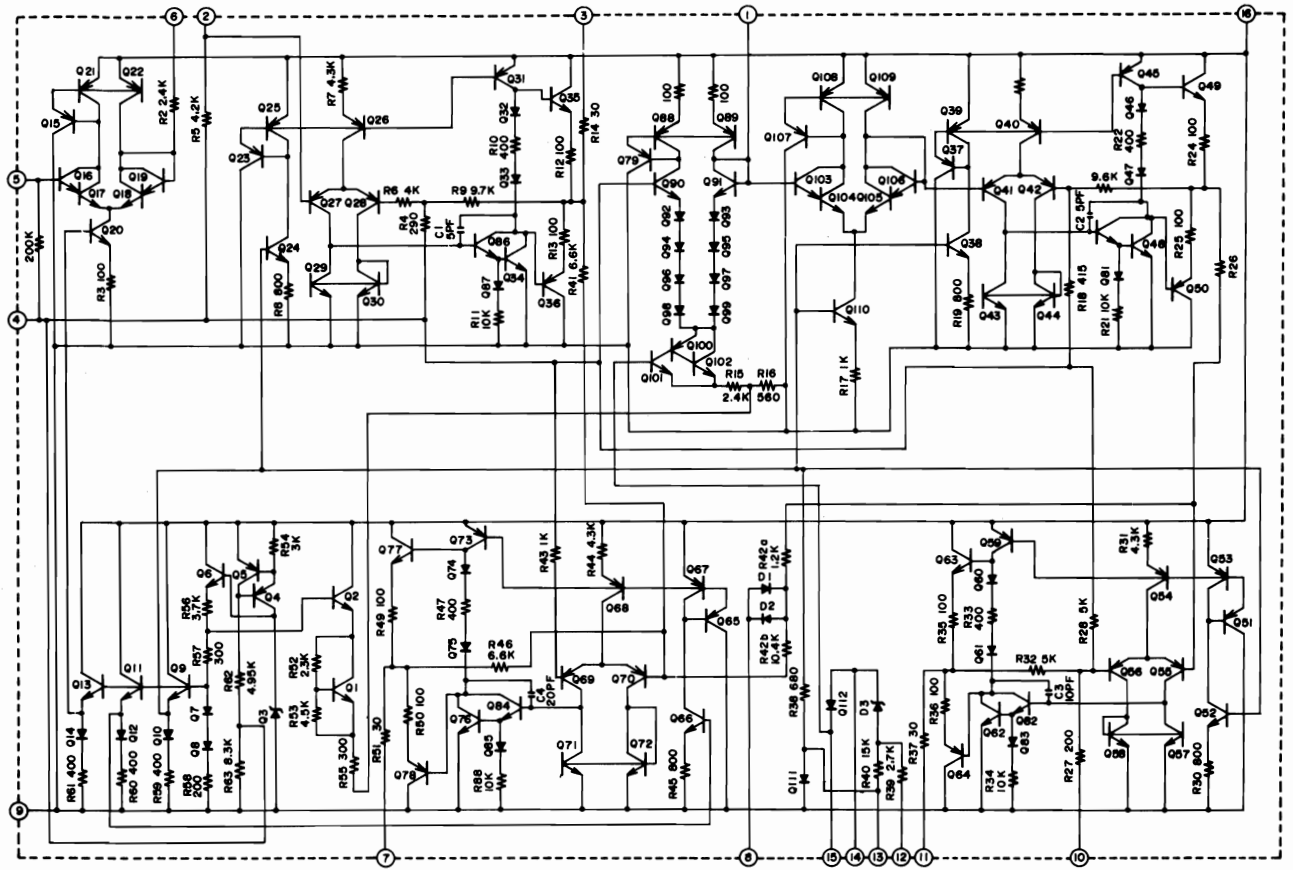 6 2 3 1 16
Q21 Q22 R2 2.4K R5 4.2K R7 4.3K Q31 Q35 R14 30 100 100 Q108 Q109 Q45 Q49
Q15 Q25 Q26 Q32 R10 400 R12 100 Q88 Q89 Q107 Q39 Q40 Q46 R22 400 R24 100
Q23 Q33 Q79 Q37 Q47
5 Q16 Q17 Q18 Q19 Q27 Q28 R6 4K R9 9.7K Q90 Q91 Q103 Q104 Q105 Q106 Q41 Q42 9.6K
Q20 R4 290 C1 5PF Q92 Q93 C2 5PF
200K Q24 Q86 R13 100 R41 6.6K Q94 Q95 Q38 Q48 R25 100 R26
R3 100 R8 800 Q29 Q30 Q87 Q34 Q36 Q96 Q97 R19 800 Q43 Q44 R18 415 Q81 Q50
4 R11 10K Q98 Q99 Q110 R21 10K
Q100 Q101 Q102
R15 2.4K R16 560 R17 1K
Q6 Q5 R54 3K Q77 Q73 R43 1K R44 4.3K Q67 R42a 1.2K Q63 Q59 R31 4.3K Q53
Q4 Q2 Q74 Q68 D1 Q60 Q54
R56 3.7K R49 100 R47 400 Q65 D2 R35 100 R33 400 R28 5K Q51
R57 300 R52 2.3K Q75 R46 6.6K R42b 10.4K Q61 R32 5K
Q13 Q11 Q9 R62 4.95K Q1 Q69 Q70 Q56 Q55
Q7 Q3 R53 4.5K R50 100 Q76 Q84 C4 20PF Q66 R38 680 Q112 D3 R36 100 Q62 Q82 C3 10PF Q52
Q14 Q12 Q10 Q8 R51 30 Q85 Q71 Q72 R37 30 Q83 Q58 Q57
R61 400 R60 400 R59 400 R58 200 R63 8.3K R55 300 Q78 R88 10K R45 800 Q111 R40 15K R39 2.7K Q64 R34 10K R27 200 R30 800
9
7 8 15 14 13 12 11 10